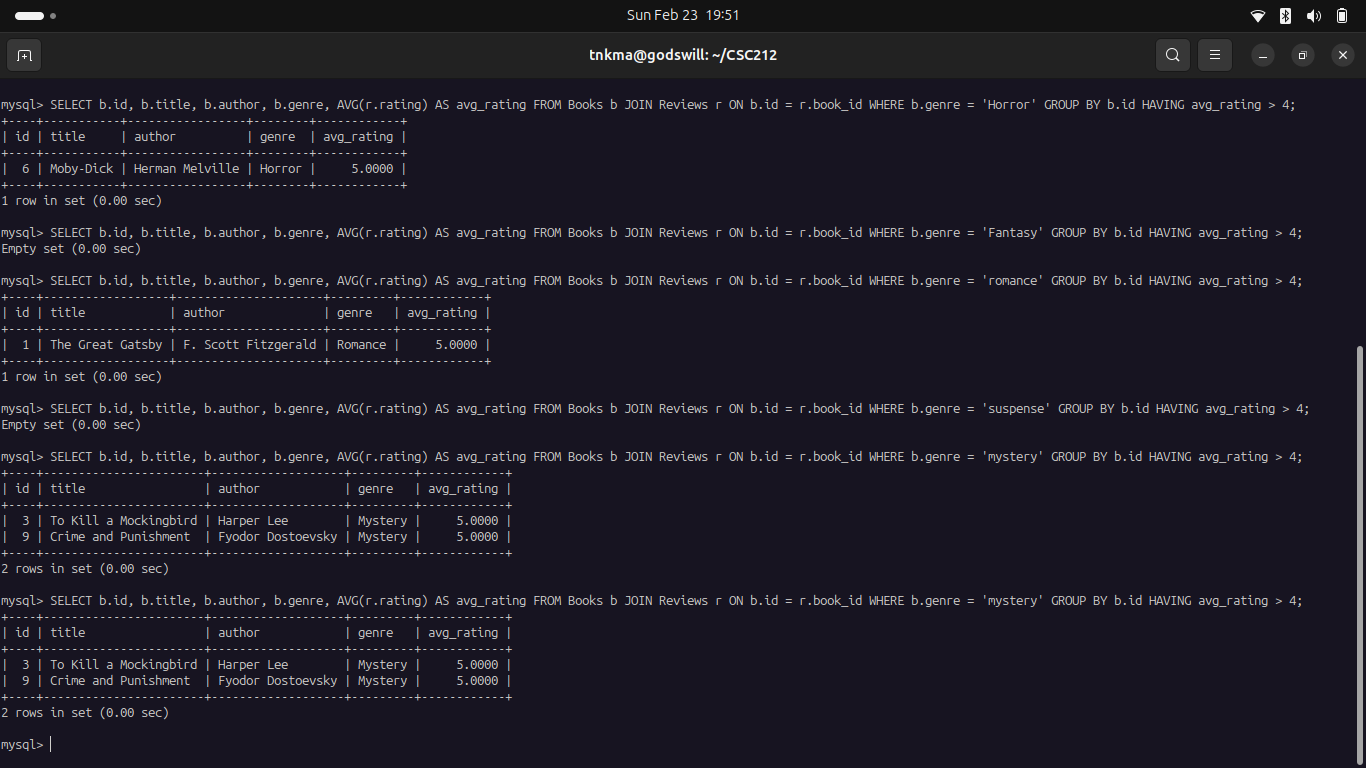 Sun Feb 23 19:51
tnkma@godswill: ~/CSC212
mysql> SELECT b.id, b.title, b.author, b.genre, AVG(r.rating) AS avg_rating FROM Books b JOIN Reviews r ON b.id = r.book_id WHERE b.genre = 'Horror' GROUP BY b.id HAVING avg_rating > 4;
+----+-----------+-----------------+--------+------------+
| id | title     | author          | genre  | avg_rating |
+----+-----------+-----------------+--------+------------+
|  6 | Moby-Dick | Herman Melville | Horror |     5.0000 |
+----+-----------+-----------------+--------+------------+
1 row in set (0.00 sec)
mysql> SELECT b.id, b.title, b.author, b.genre, AVG(r.rating) AS avg_rating FROM Books b JOIN Reviews r ON b.id = r.book_id WHERE b.genre = 'Fantasy' GROUP BY b.id HAVING avg_rating > 4;
Empty set (0.00 sec)
mysql> SELECT b.id, b.title, b.author, b.genre, AVG(r.rating) AS avg_rating FROM Books b JOIN Reviews r ON b.id = r.book_id WHERE b.genre = 'romance' GROUP BY b.id HAVING avg_rating > 4;
+----+------------------+---------------------+---------+------------+
| id | title            | author              | genre   | avg_rating |
+----+------------------+---------------------+---------+------------+
|  1 | The Great Gatsby | F. Scott Fitzgerald | Romance |     5.0000 |
+----+------------------+---------------------+---------+------------+
1 row in set (0.00 sec)
mysql> SELECT b.id, b.title, b.author, b.genre, AVG(r.rating) AS avg_rating FROM Books b JOIN Reviews r ON b.id = r.book_id WHERE b.genre = 'suspense' GROUP BY b.id HAVING avg_rating > 4;
Empty set (0.00 sec)
mysql> SELECT b.id, b.title, b.author, b.genre, AVG(r.rating) AS avg_rating FROM Books b JOIN Reviews r ON b.id = r.book_id WHERE b.genre = 'mystery' GROUP BY b.id HAVING avg_rating > 4;
+----+-----------------------+-------------------+---------+------------+
| id | title                 | author            | genre   | avg_rating |
+----+-----------------------+-------------------+---------+------------+
|  3 | To Kill a Mockingbird | Harper Lee        | Mystery |     5.0000 |
|  9 | Crime and Punishment  | Fyodor Dostoevsky | Mystery |     5.0000 |
+----+-----------------------+-------------------+---------+------------+
2 rows in set (0.00 sec)
mysql> SELECT b.id, b.title, b.author, b.genre, AVG(r.rating) AS avg_rating FROM Books b JOIN Reviews r ON b.id = r.book_id WHERE b.genre = 'mystery' GROUP BY b.id HAVING avg_rating > 4;
+----+-----------------------+-------------------+---------+------------+
| id | title                 | author            | genre   | avg_rating |
+----+-----------------------+-------------------+---------+------------+
|  3 | To Kill a Mockingbird | Harper Lee        | Mystery |     5.0000 |
|  9 | Crime and Punishment  | Fyodor Dostoevsky | Mystery |     5.0000 |
+----+-----------------------+-------------------+---------+------------+
2 rows in set (0.00 sec)
mysql>